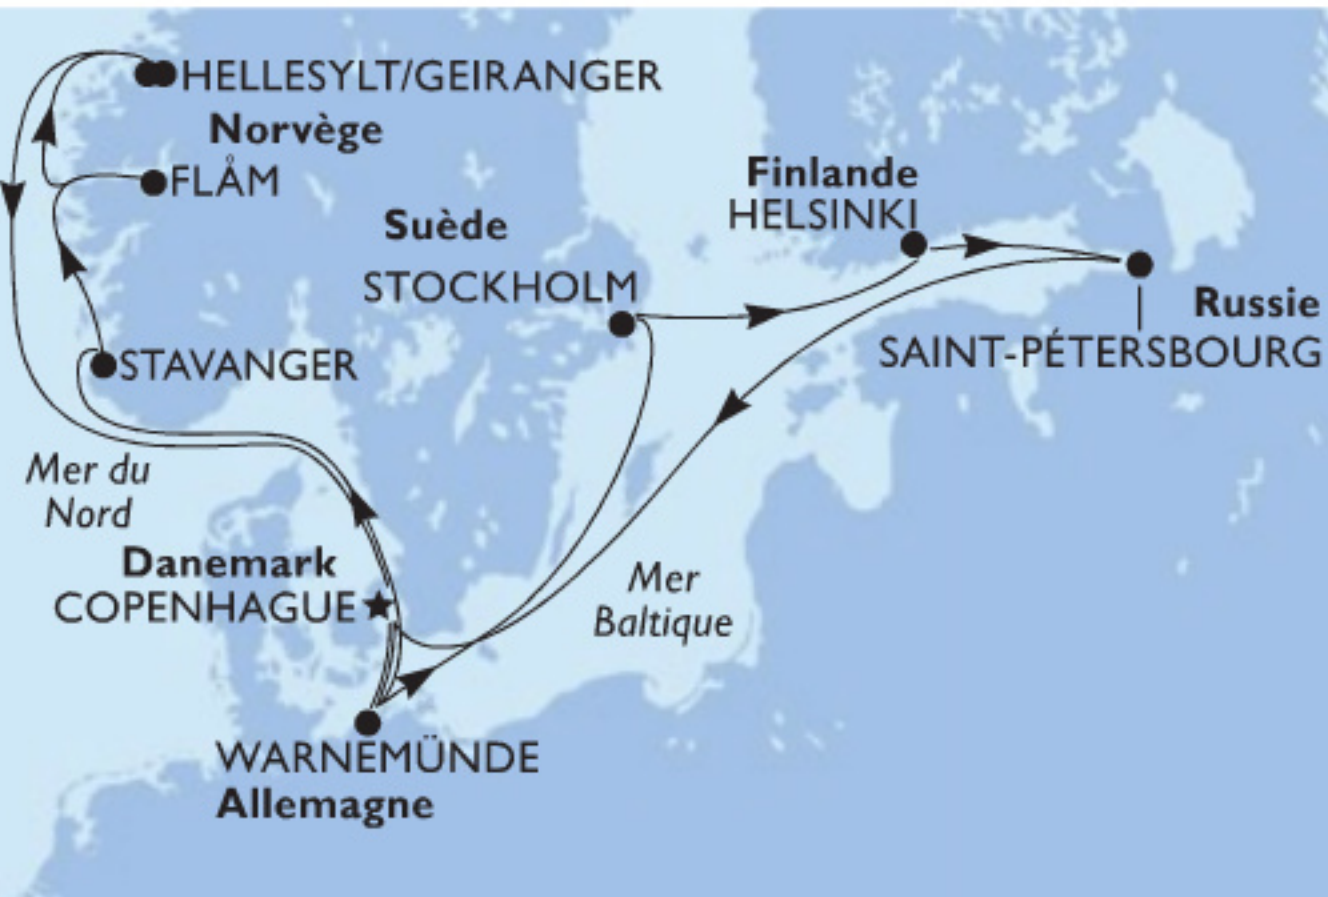 HELLESYLT/GEIRANGER
Norvège
FLÅM
Finlande
HELSINKI
Suède
STOCKHOLM
Russie
SAINT-PÉTERSBOURG
STAVANGER
Mer du
Nord
Danemark
COPENHAGUE
Mer
Baltique
WARNEMÜNDE
Allemagne